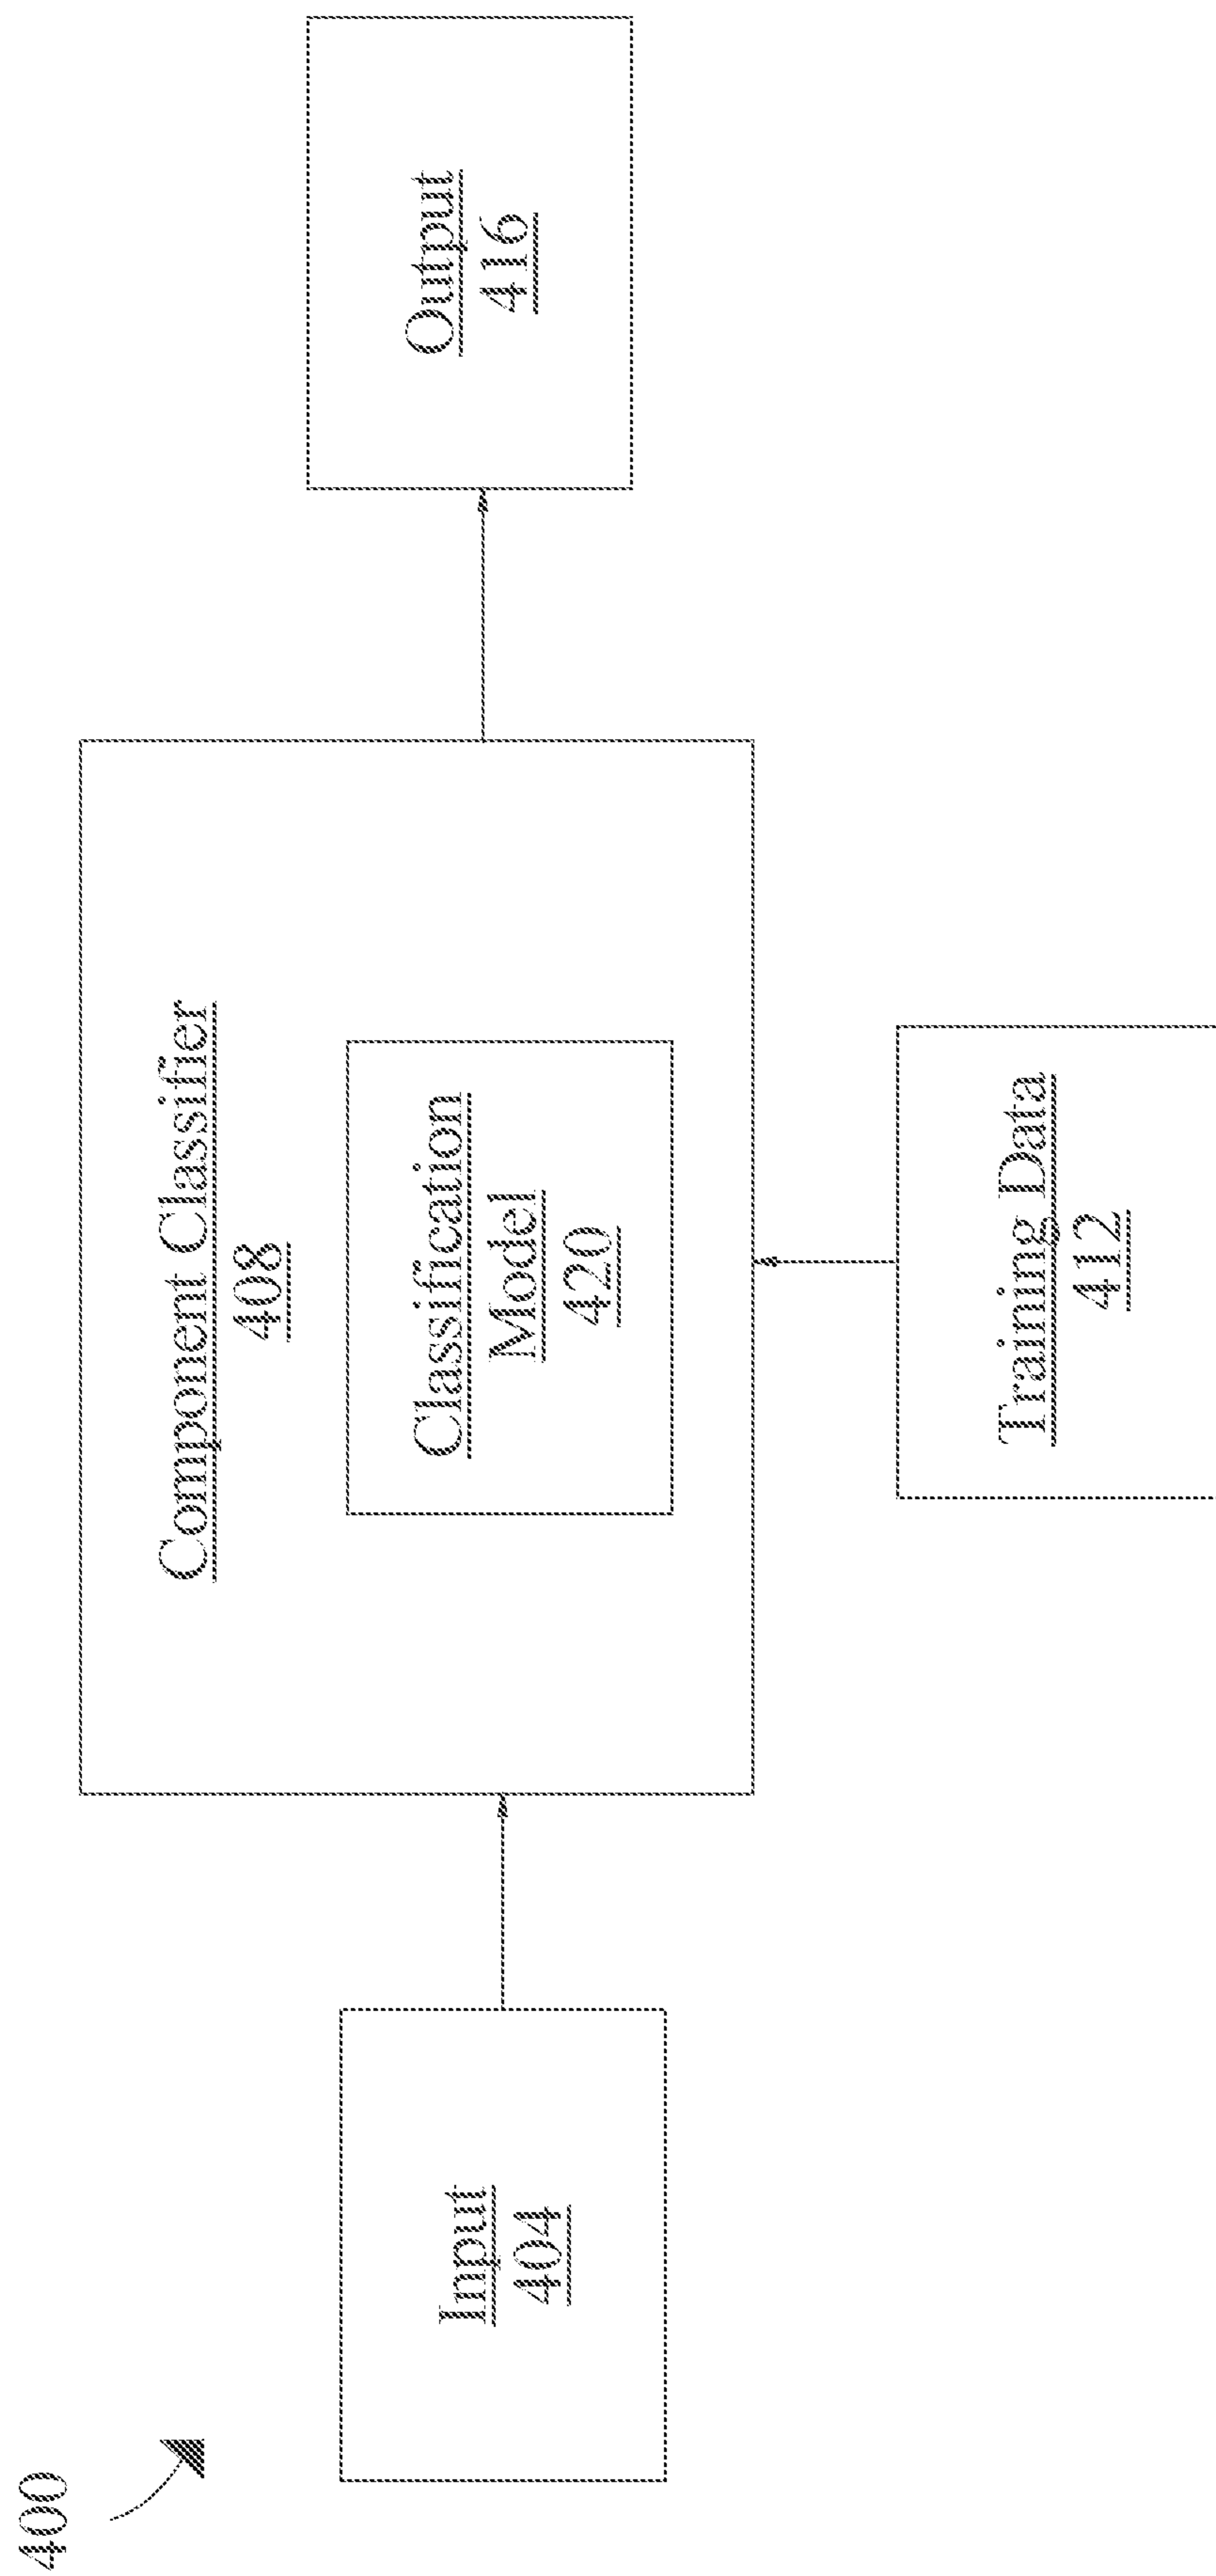 400
Input
404
Component Classifier
408
Classification
Model
420
Training Data
412
Output
416